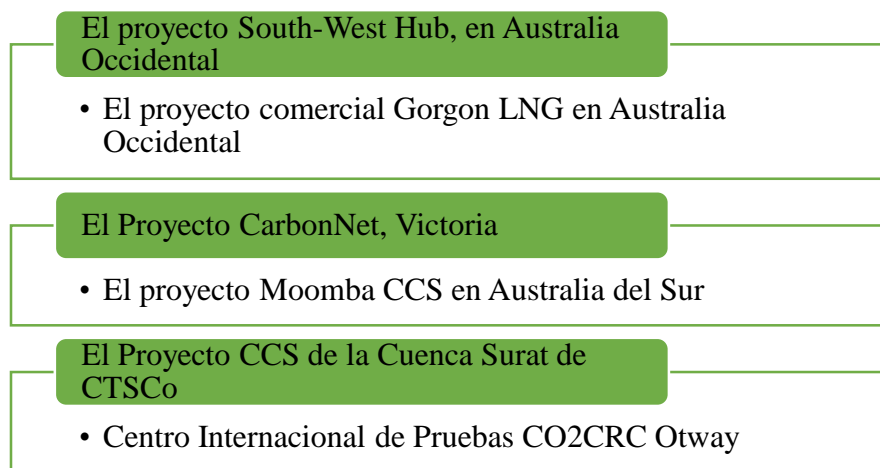 El proyecto South-West Hub, en Australia
Occidental
• El proyecto comercial Gorgon LNG en Australia
Occidental
El Proyecto CarbonNet, Victoria
• El proyecto Moomba CCS en Australia del Sur
El Proyecto CCS de la Cuenca Surat de
CTSCo
• Centro Internacional de Pruebas CO2CRC Otway